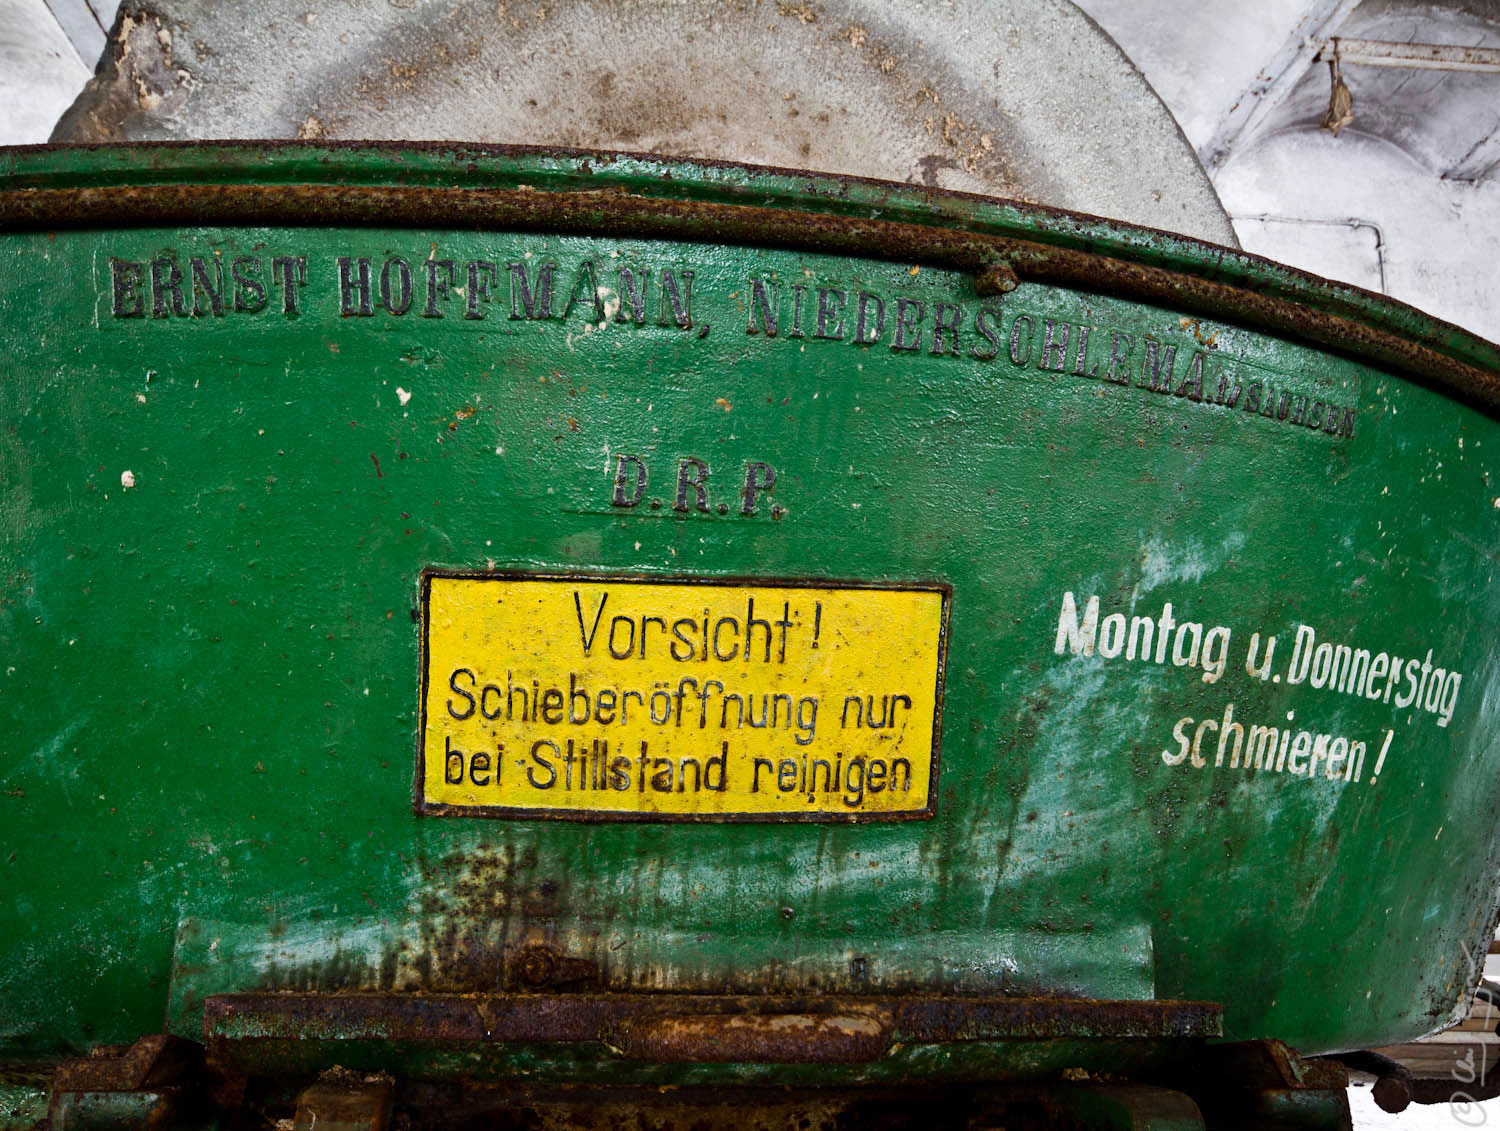 ERNST HOFFMANN, NIEDERSCHLEMA. i/SACHSEN
D.R.P.
Vorsicht!
Schieberöffnung nur
bei Stillstand reinigen
Montag u. Donnerstag
schmieren!